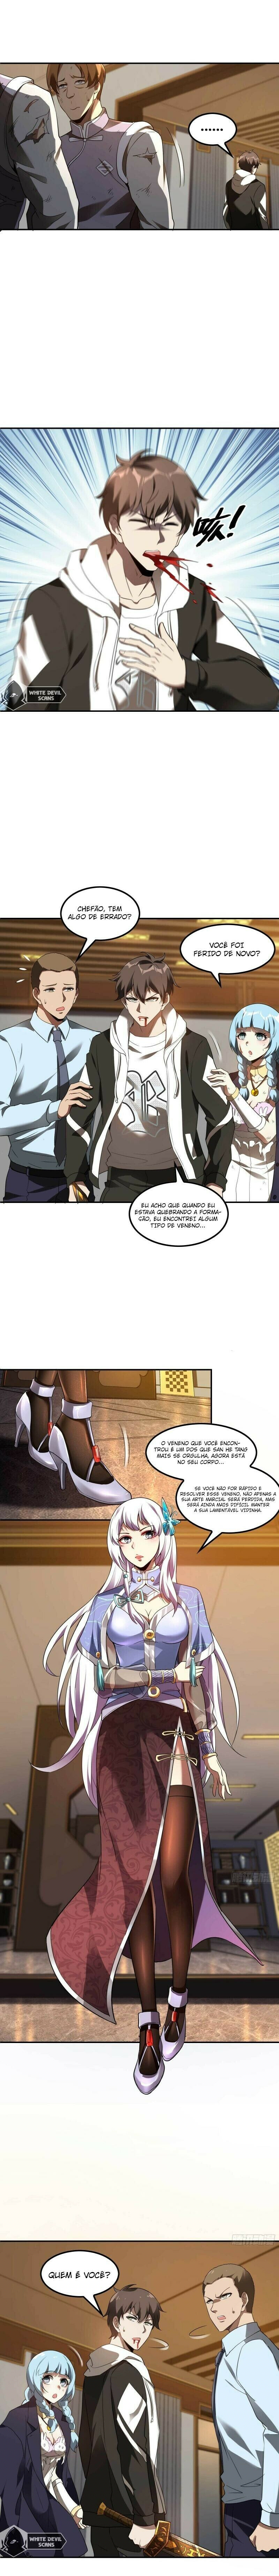 ......
咳!
WHITE DEVIL
SCANS
CHEFÃO, TEM
ALGO DE ERRADO?
VOCÊ FOI
FERIDO DE NOVO?
EU ACHO QUE QUANDO EU
ESTAVA QUEBRANDO A FORMA-
ÇÃO, EU ENCONTREI ALGUM
TIPO DE VENENO...
O VENENO QUE VOCÊ ENCON-
TROU É UM DOS QUE SAN HE TANG
MAIS SE ORGULHA, AGORA ESTÁ
NO SEU CORPO...
SE VOCÊ NÃO FOR RÁPIDO E
RESOLVER ESSE VENENO, NÃO APENAS A
SUA ARTE MARCIAL SERÁ PERDIDA, MAS
SERÁ AINDA MAIS DIFÍCIL MANTER
A SUA LAMENTÁVEL VIDINHA.
QUEM É VOCÊ?
WHITE DEVIL
SCANS